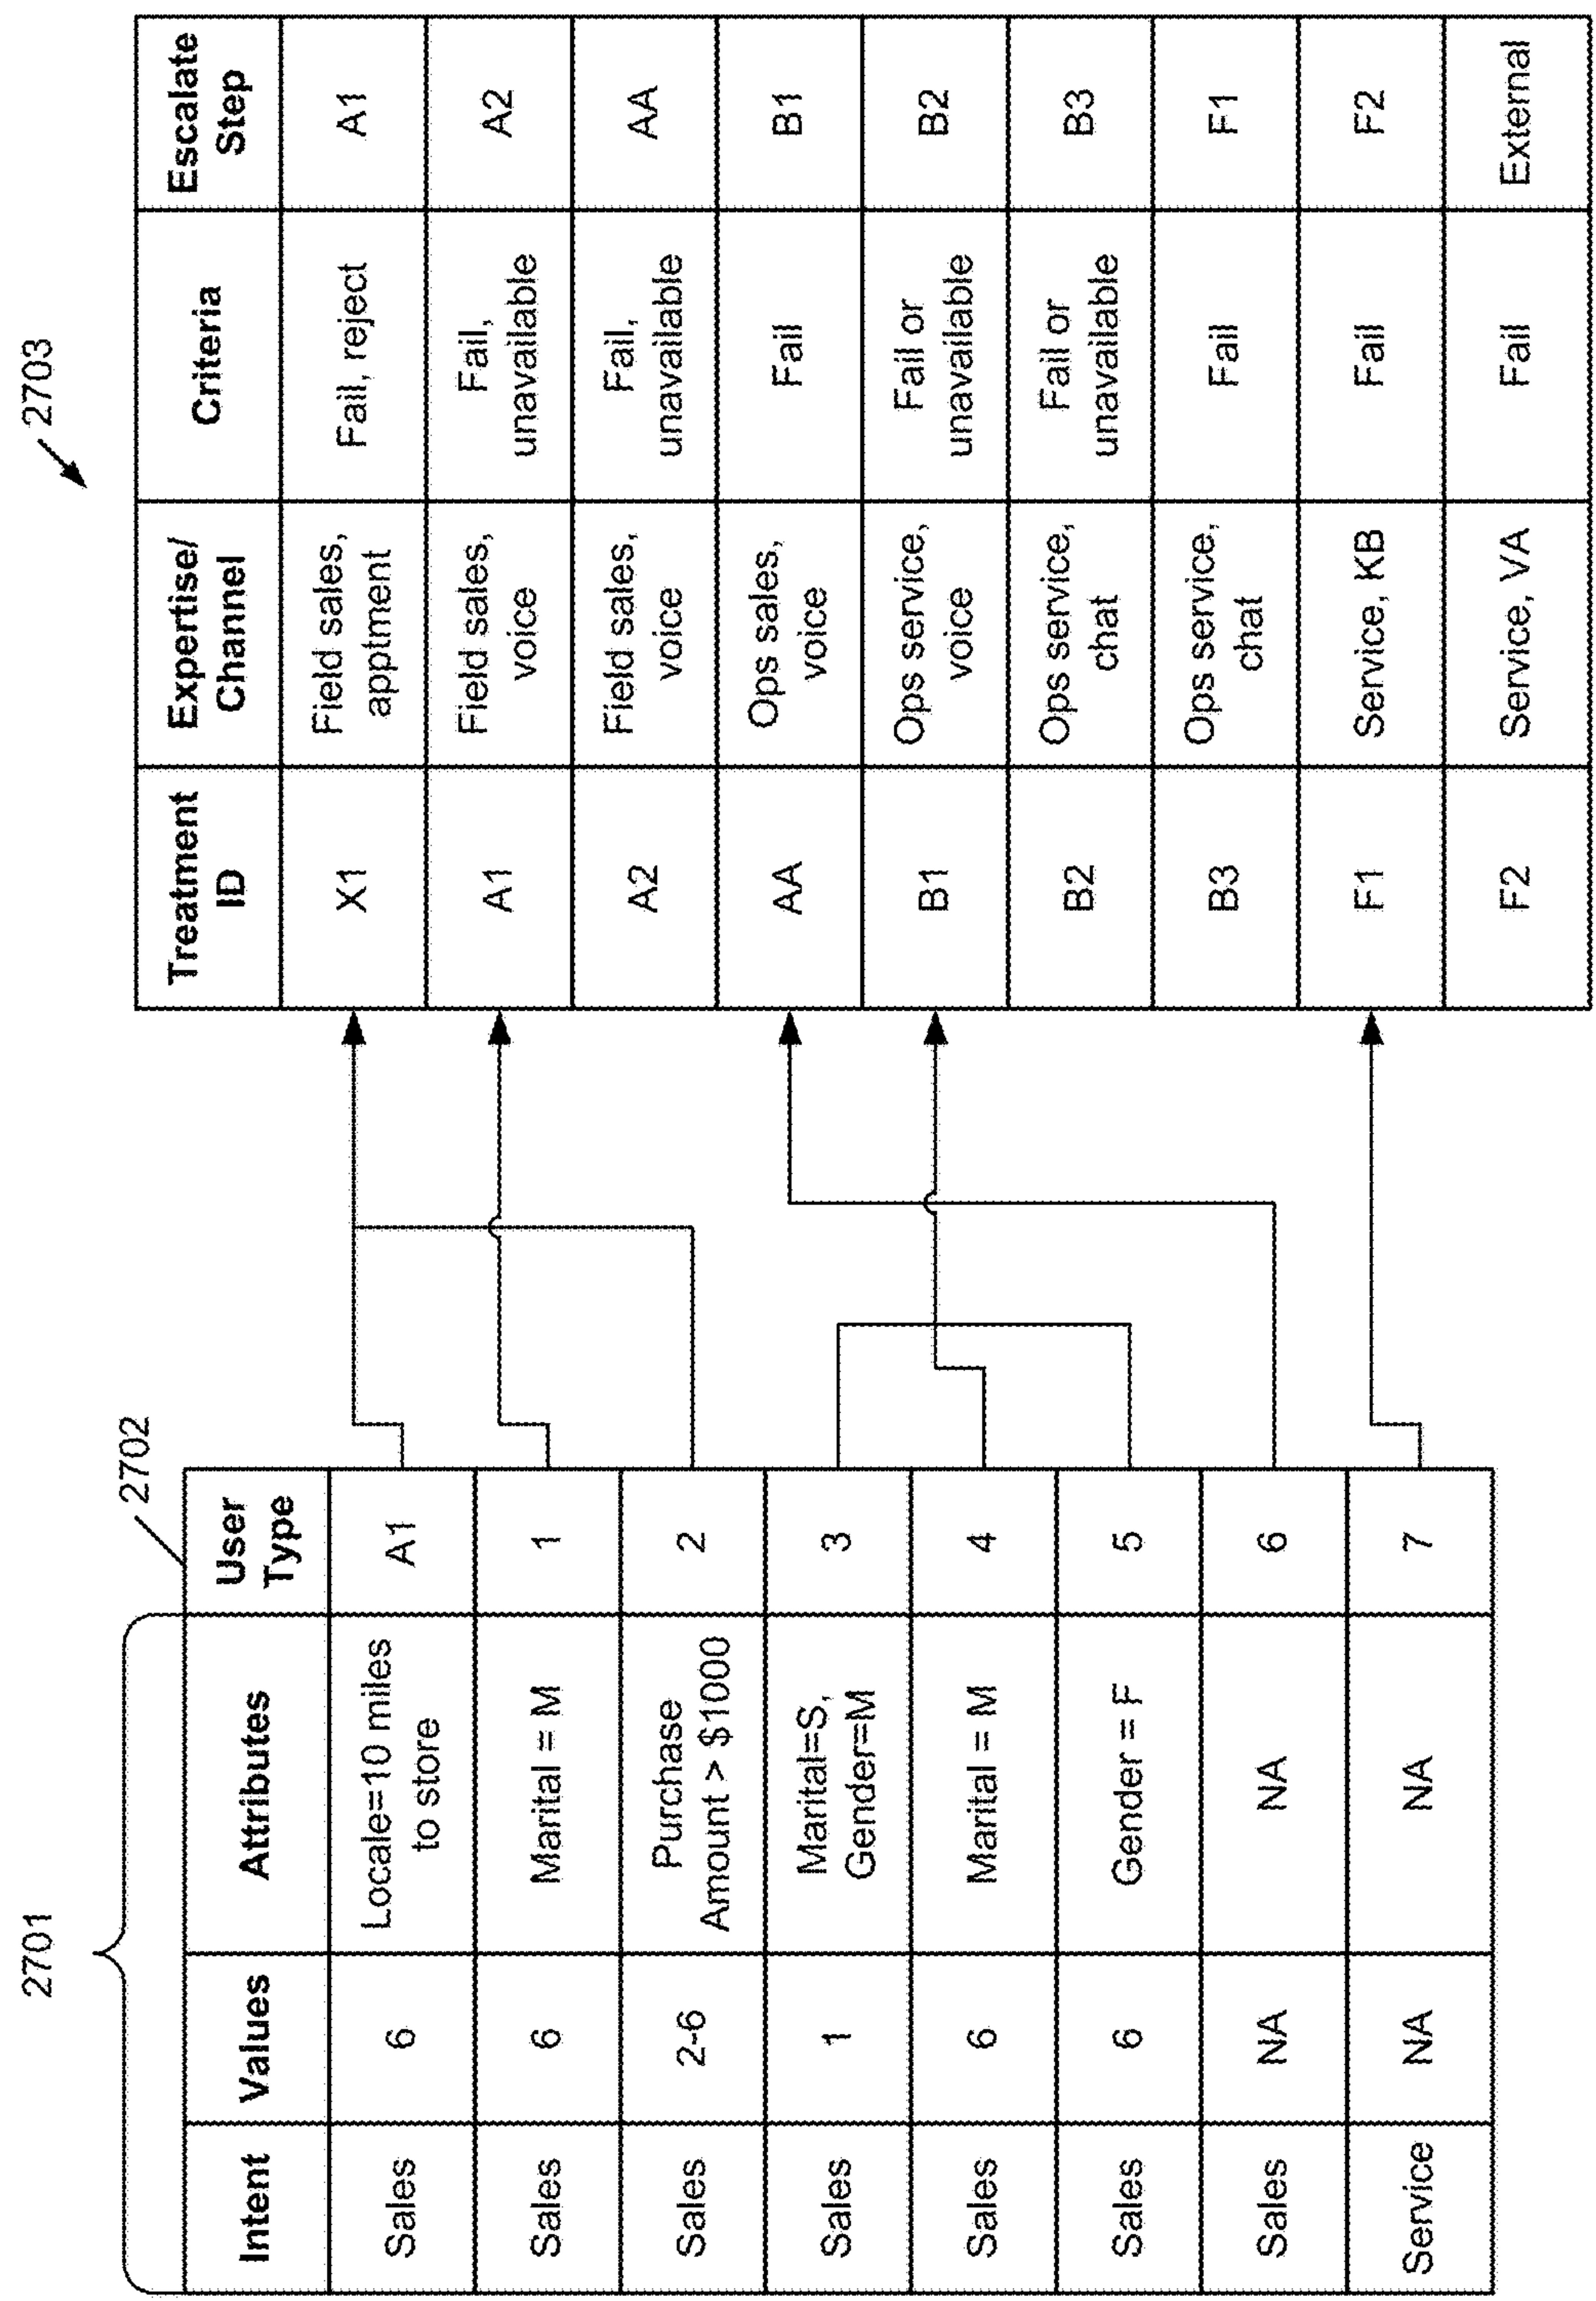 2701
2702
Intent Values Attributes User
Type
Sales 6 Locale=10 miles
to store A1
Sales 6 Marital = M 1
Sales 2-6 Purchase
Amount > $1000 2
Sales 1 Marital=S,
Gender=M 3
Sales 6 Marital = M 4
Sales 6 Gender = F 5
Sales NA NA 6
Service NA NA 7
2703
Treatment
ID Expertise/
Channel Criteria Escalate
Step
X1 Field sales,
apptment Fail, reject A1
A1 Field sales,
voice Fail,
unavailable A2
A2 Field sales,
voice Fail,
unavailable AA
AA Ops sales,
voice Fail B1
B1 Ops service,
voice Fail or
unavailable B2
B2 Ops service,
chat Fail or
unavailable B3
B3 Ops service,
chat Fail F1
F1 Service, KB Fail F2
F2 Service, VA Fail External